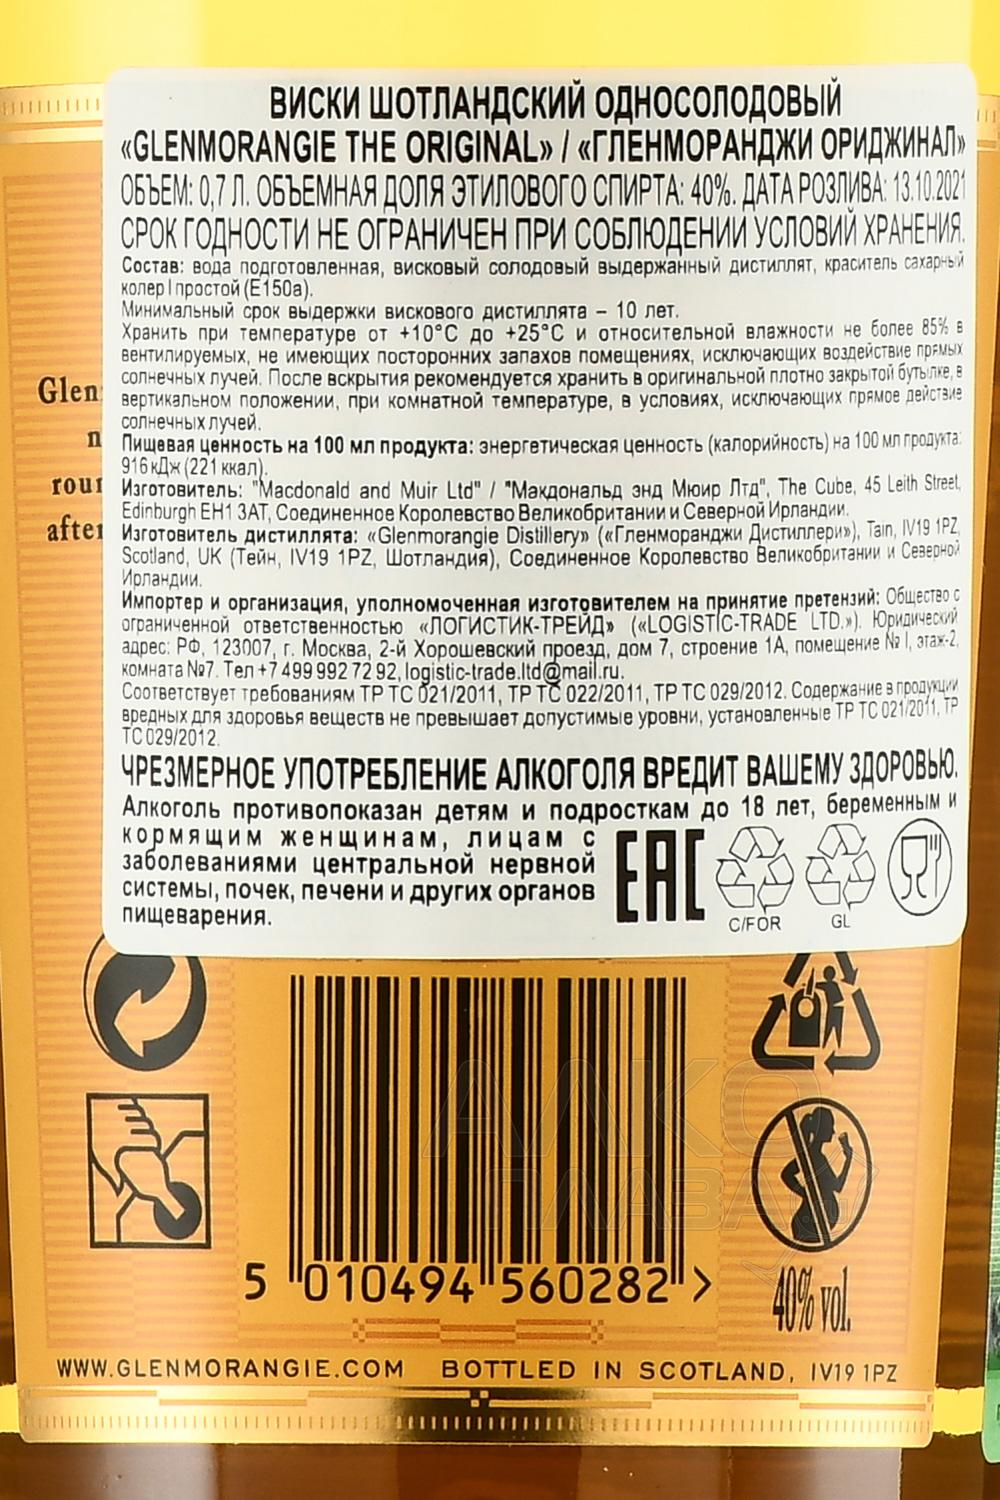 ВИСКИ ШОТЛАНДСКИЙ ОДНОСОЛОДОВЫЙ
«GLENMORANGIE THE ORIGINAL» / «ГЛЕНМОРАНДЖИ ОРИДЖИНАЛ»
ОБЪЕМ: 0,7 Л. ОБЪЕМНАЯ ДОЛЯ ЭТИЛОВОГО СПИРТА: 40%. ДАТА РОЗЛИВА: 13.10.2021
СРОК ГОДНОСТИ НЕ ОГРАНИЧЕН ПРИ СОБЛЮДЕНИИ УСЛОВИЙ ХРАНЕНИЯ.
Состав: вода подготовленная, висковый солодовый выдержанный дистиллят, краситель сахарный
колер I простой (Е150а).
Минимальный срок выдержки вискового дистиллята – 10 лет.
Хранить при температуре от +10°С до +25°С и относительной влажности не более 85% в
вентилируемых, не имеющих посторонних запахов помещениях, исключающих воздействие прямых
солнечных лучей. После вскрытия рекомендуется хранить в оригинальной плотно закрытой бутылке, в
вертикальном положении, при комнатной температуре, в условиях, исключающих прямое действие
солнечных лучей.
Пищевая ценность на 100 мл продукта: энергетическая ценность (калорийность) на 100 мл продукта:
916 кДж (221 ккал).
Изготовитель: "Macdonald and Muir Ltd" / "Макдональд энд Мюир Лтд", The Cube, 45 Leith Street,
Edinburgh EH1 3AT, Соединенное Королевство Великобритании и Северной Ирландии.
Изготовитель дистиллята: «Glenmorangie Distillery» («Гленморанджи Дистиллери»), Tain, IV19 1PZ,
Scotland, UK (Тейн, IV19 1PZ, Шотландия), Соединенное Королевство Великобритании и Северной
Ирландии.
Импортер и организация, уполномоченная изготовителем на принятие претензий: Общество с
ограниченной ответственностью «ЛОГИСТИК-ТРЕЙД» («LOGISTIC-TRADE LTD.»). Юридический
адрес: РФ, 123007, г. Москва, 2-й Хорошевский проезд, дом 7, строение 1А, помещение № I, этаж-2,
комната №7. Тел +7 499 992 72 92, logistic-trade.ltd@mail.ru.
Соответствует требованиям ТР ТС 021/2011, ТР ТС 022/2011, ТР ТС 029/2012. Содержание в продукции
вредных для здоровья веществ не превышает допустимые уровни, установленные ТР ТС 021/2011, ТР
ТС 029/2012.
ЧРЕЗМЕРНОЕ УПОТРЕБЛЕНИЕ АЛКОГОЛЯ ВРЕДИТ ВАШЕМУ ЗДОРОВЬЮ.
Алкоголь противопоказан детям и подросткам до 18 лет, беременным и
кормящим женщинам, лицам с
заболеваниями центральной нервной
системы, почек, печени и других органов
пищеварения.
EAC
C/FOR
GL
Glen
n
rour
after
АЛКО
ПЛАВА.ru
5 010494 560282 >
40% vol.
WWW.GLENMORANGIE.COM BOTTLED IN SCOTLAND, IV19 1PZ